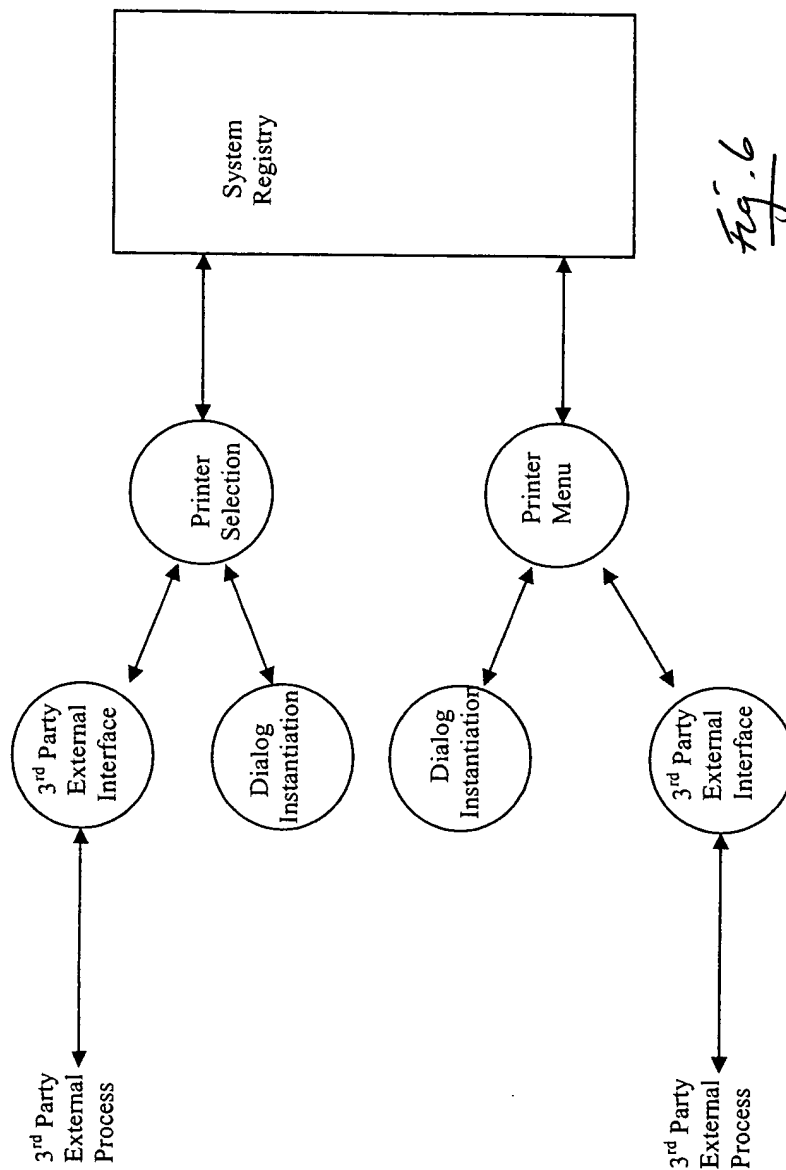 System
Registry
Printer
Selection
Printer
Menu
3rd Party
External
Interface
Dialog
Instantiation
Dialog
Instantiation
3rd Party
External
Interface
3rd Party
External
Process
3rd Party
External
Process
Fig. 6